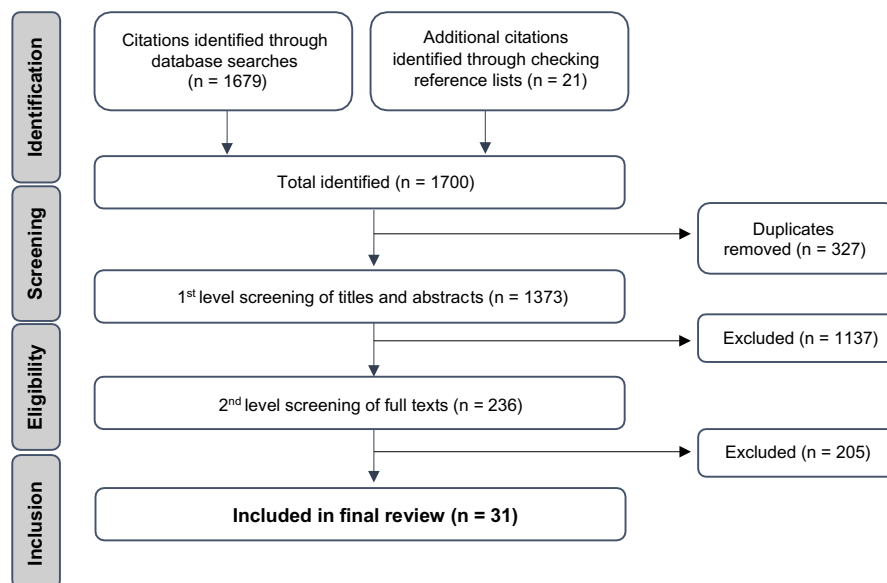 Identification
Citations identified through
database searches
(n = 1679)
Additional citations
identified through checking
reference lists (n = 21)
Total identified (n = 1700)
Screening
Duplicates
removed (n = 327)
1st level screening of titles and abstracts (n = 1373)
Excluded (n = 1137)
Eligibility
2nd level screening of full texts (n = 236)
Excluded (n = 205)
Inclusion
Included in final review (n = 31)